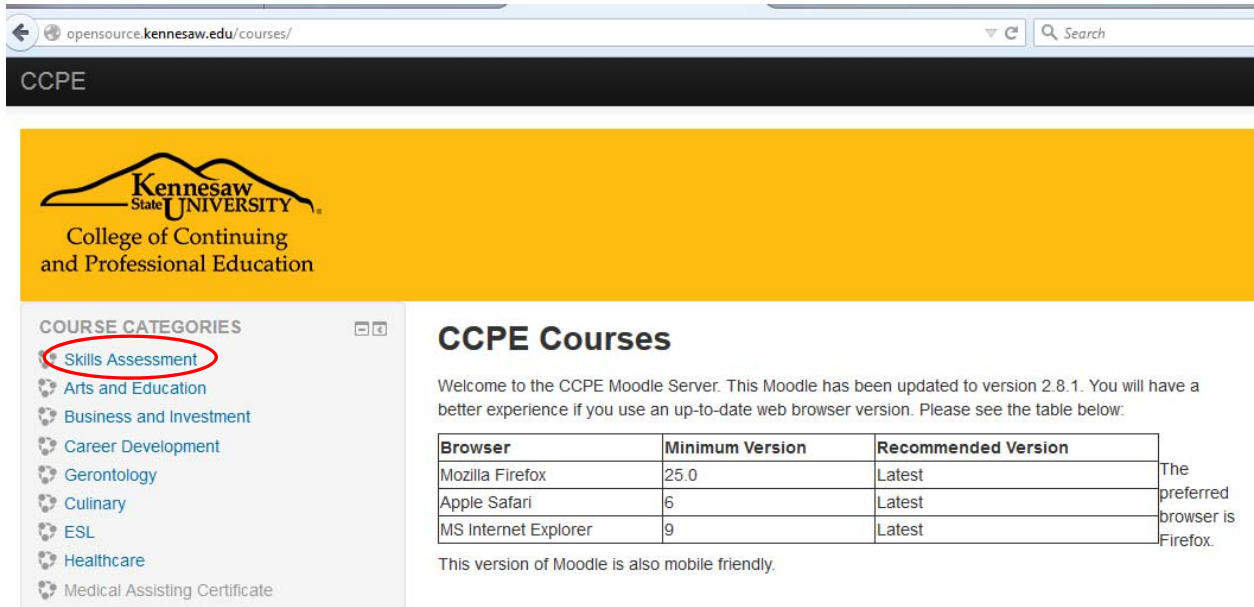 opensource.kennesaw.edu/courses/
Search
CCPE
Kennesaw
State UNIVERSITY
College of Continuing
and Professional Education
COURSE CATEGORIES
Skills Assessment
Arts and Education
Business and Investment
Career Development
Gerontology
Culinary
ESL
Healthcare
Medical Assisting Certificate
CCPE Courses
Welcome to the CCPE Moodle Server. This Moodle has been updated to version 2.8.1. You will have a
better experience if you use an up-to-date web browser version. Please see the table below:
Browser Minimum Version Recommended Version
Mozilla Firefox 25.0 Latest
Apple Safari 6 Latest
MS Internet Explorer 9 Latest
The
preferred
browser is
Firefox.
This version of Moodle is also mobile friendly.